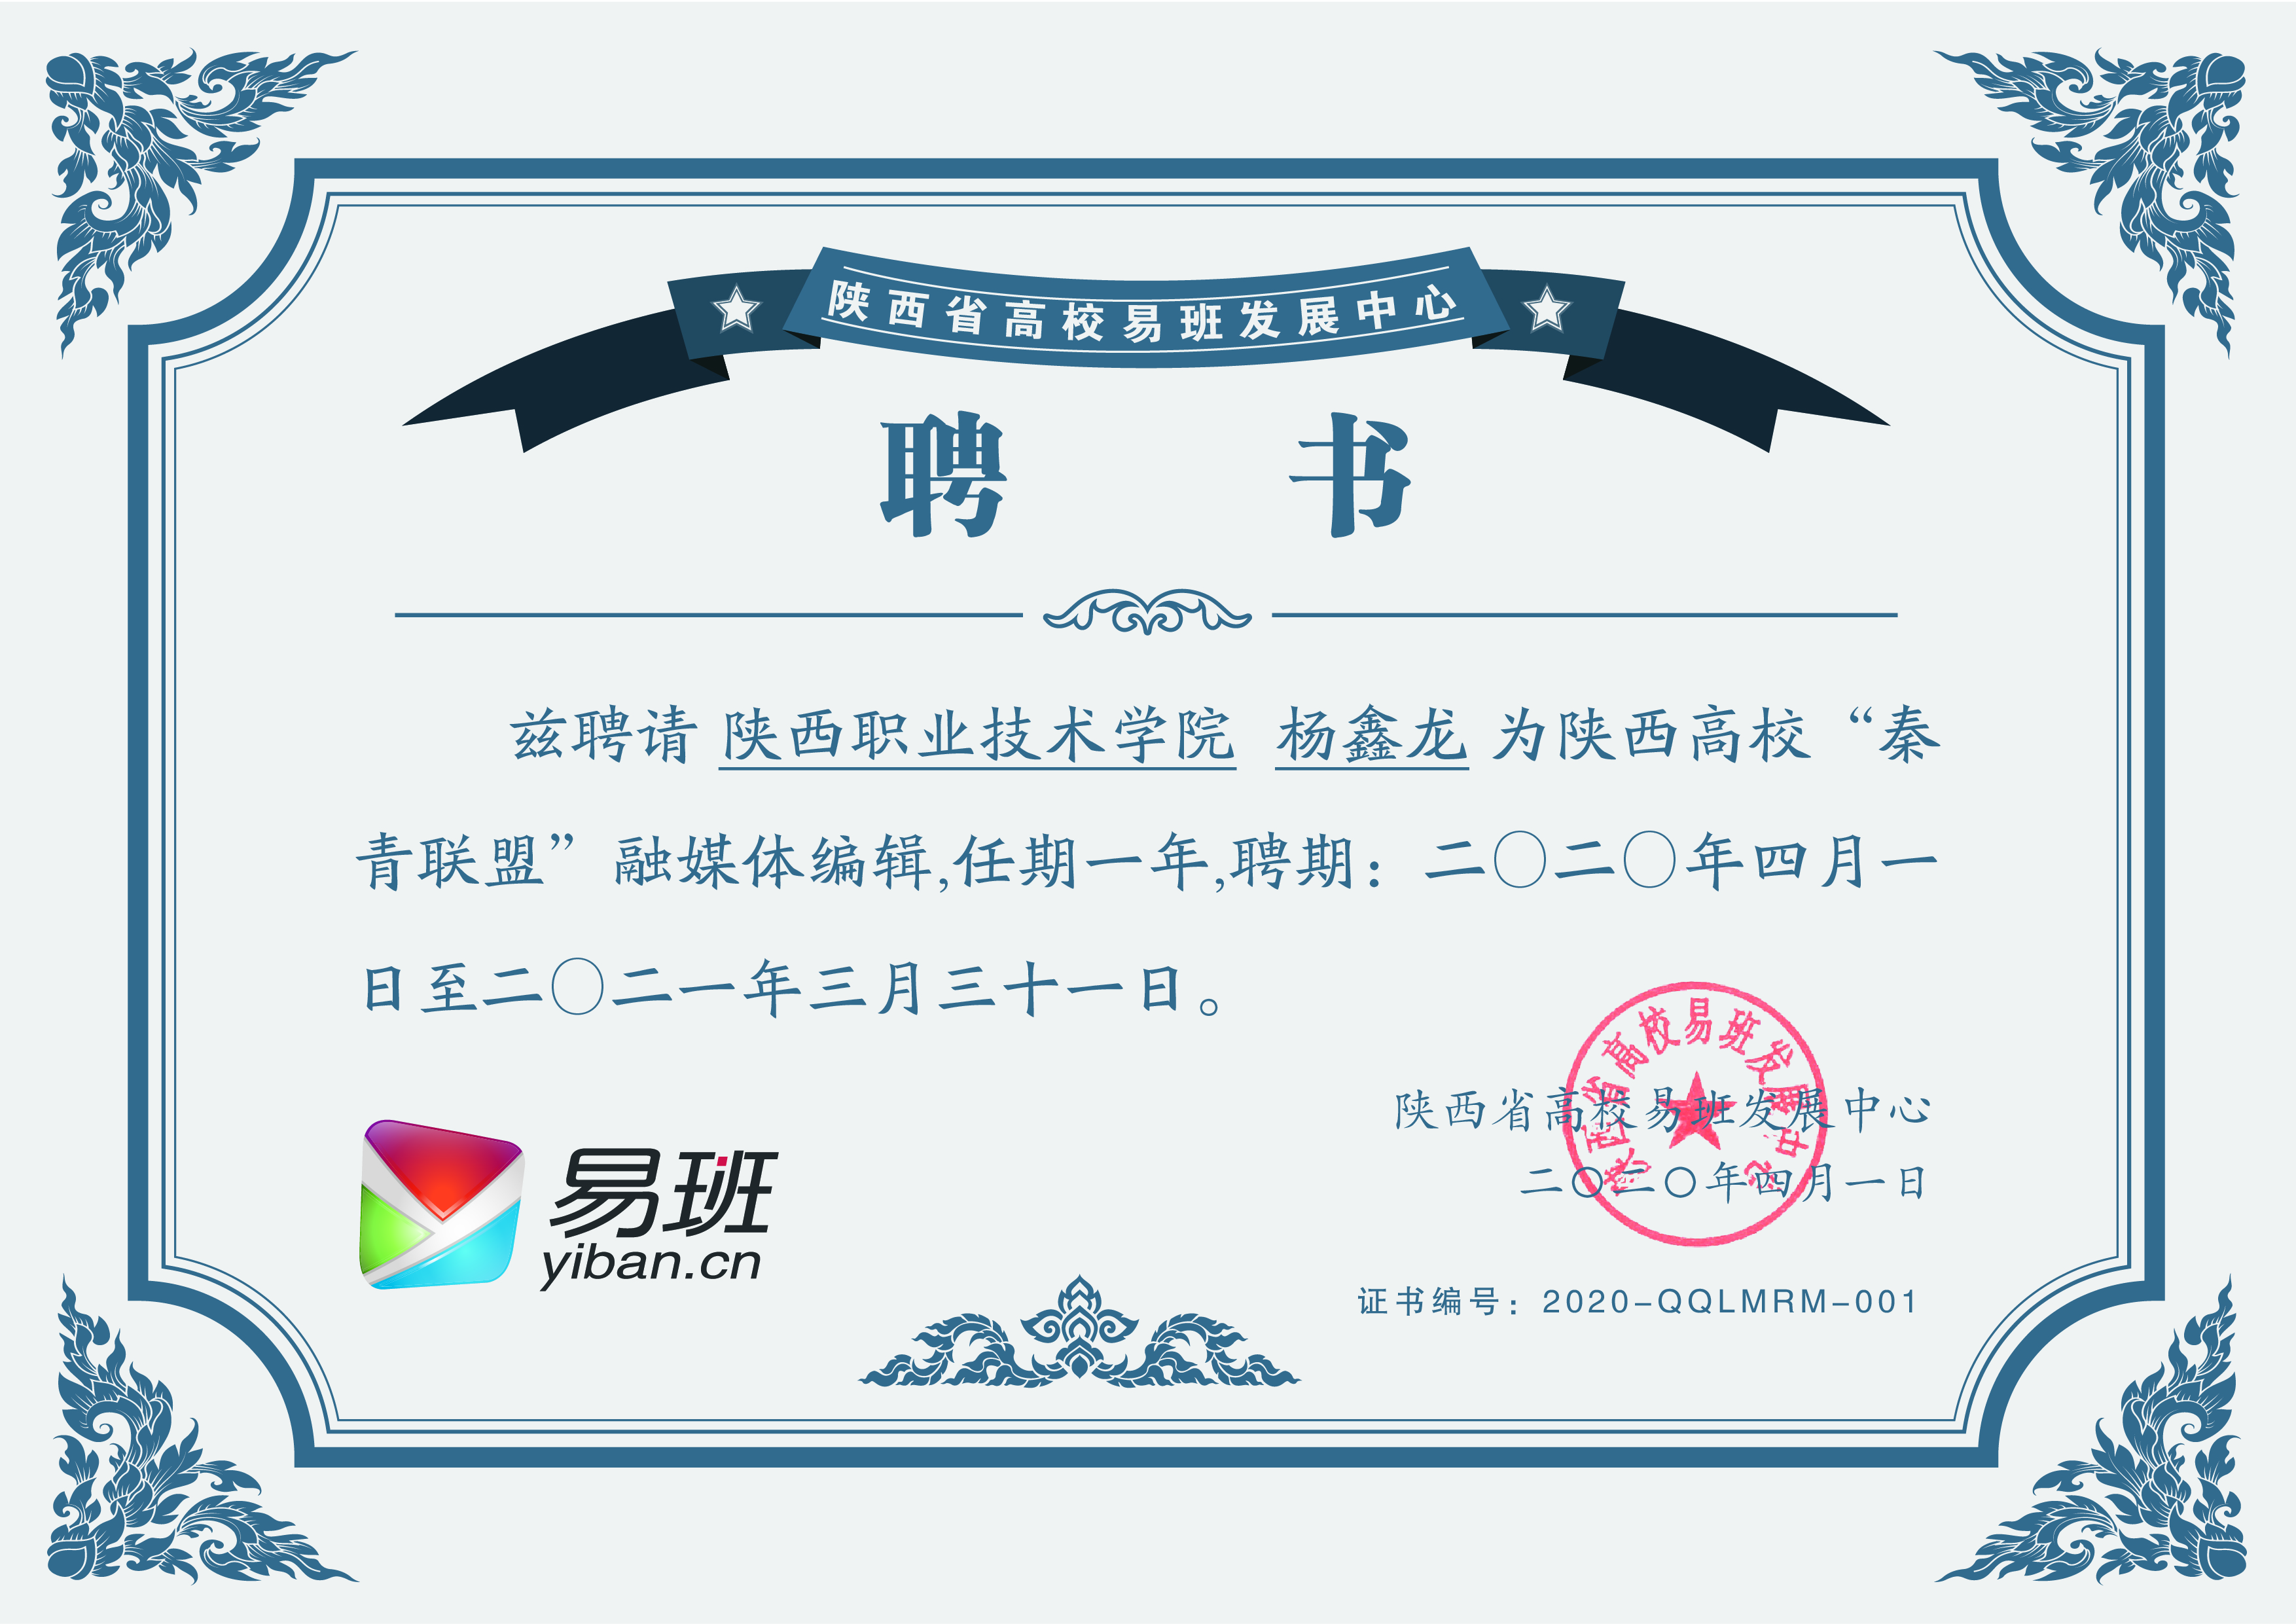 陕西省高校易班发展中心
聘 书
兹聘请 陕西职业技术学院 杨鑫龙 为陕西高校“秦
青联盟”融媒体编辑,任期一年,聘期：二〇二〇年四月一
日至二〇二一年三月三十一日。
陕西省高校易班发展中心
陕西省高校易班发展中心
二〇二〇年四月一日
易班
yiban.cn
证书编号：2020-QQLMRM-001